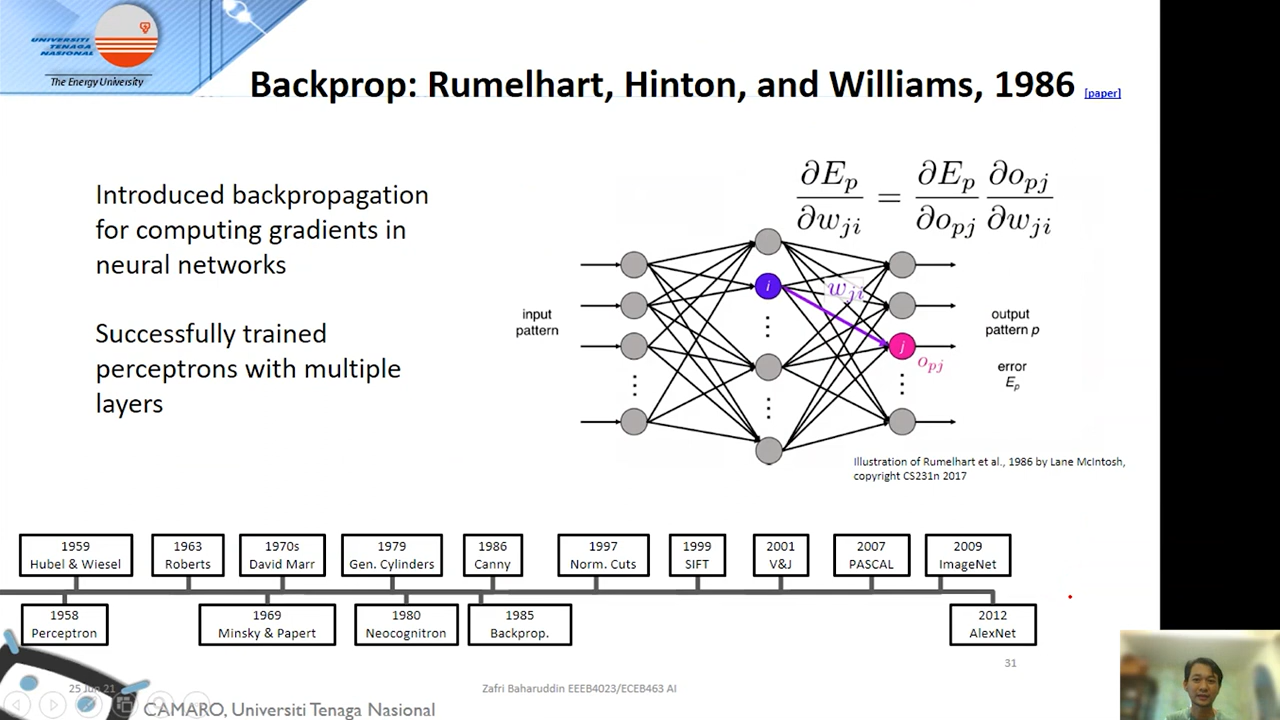 UNIVERSITI
TENAGA
NASIONAL
The Energy University
Backprop: Rumelhart, Hinton, and Williams, 1986 [paper]
Introduced backpropagation
for computing gradients in
neural networks
Successfully trained
perceptrons with multiple
layers
∂E_p/∂w_ji = ∂E_p/∂o_pj ∂o_pj/∂w_ji
input
pattern
i
w_ji
j
o_pj
output
pattern p
error
E_p
Illustration of Rumelhart et al., 1986 by Lane McIntosh,
copyright CS231n 2017
1959
Hubel & Wiesel
1963
Roberts
1970s
David Marr
1979
Gen. Cylinders
1986
Canny
1997
Norm. Cuts
1999
SIFT
2001
V&J
2007
PASCAL
2009
ImageNet
1958
Perceptron
1969
Minsky & Papert
1980
Neocognitron
1985
Backprop.
2012
AlexNet
31
25 Jun 21
Zafri Baharuddin EEEB4023/ECEB463 AI
CAMARO, Universiti Tenaga Nasional